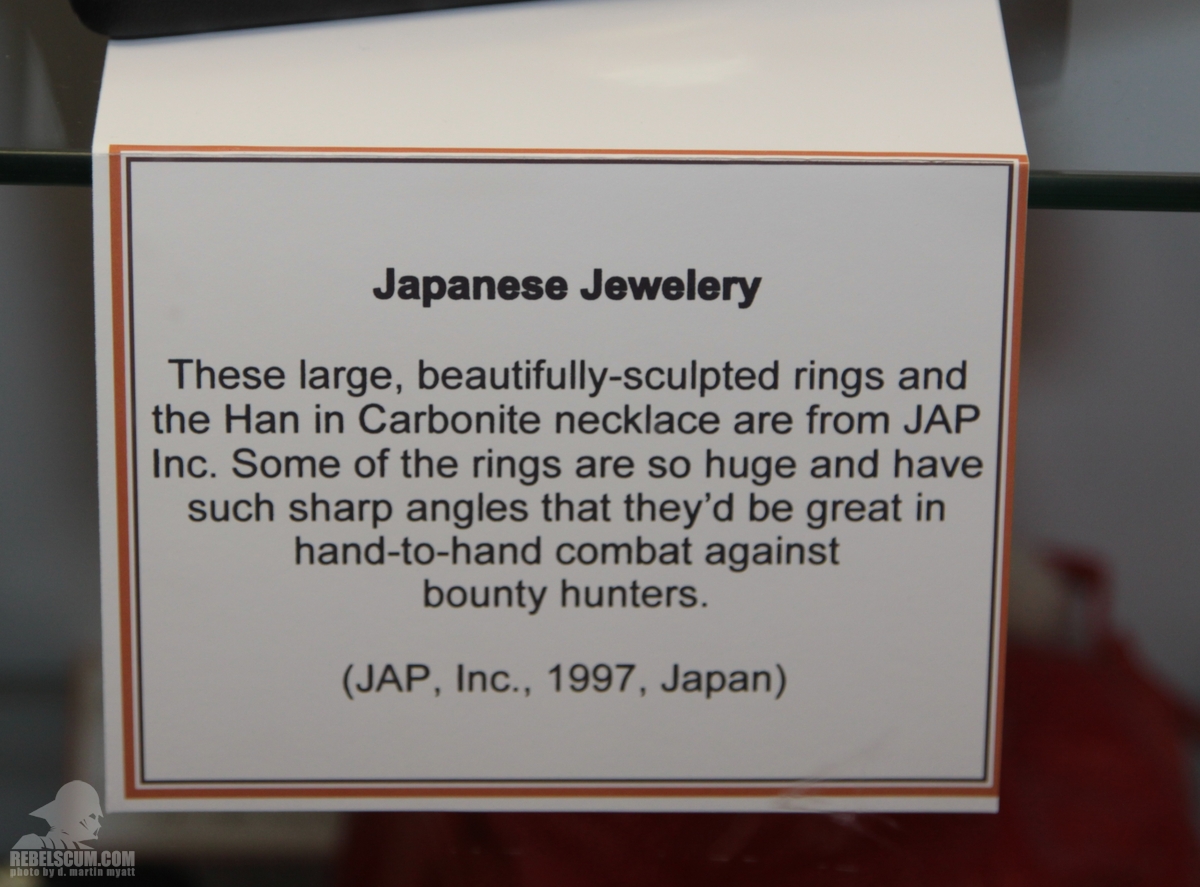 Japanese Jewelery
These large, beautifully-sculpted rings and
the Han in Carbonite necklace are from JAP
Inc. Some of the rings are so huge and have
such sharp angles that they'd be great in
hand-to-hand combat against
bounty hunters.
(JAP, Inc., 1997, Japan)
REBELSCUM.COM
photo by d. martin myatt